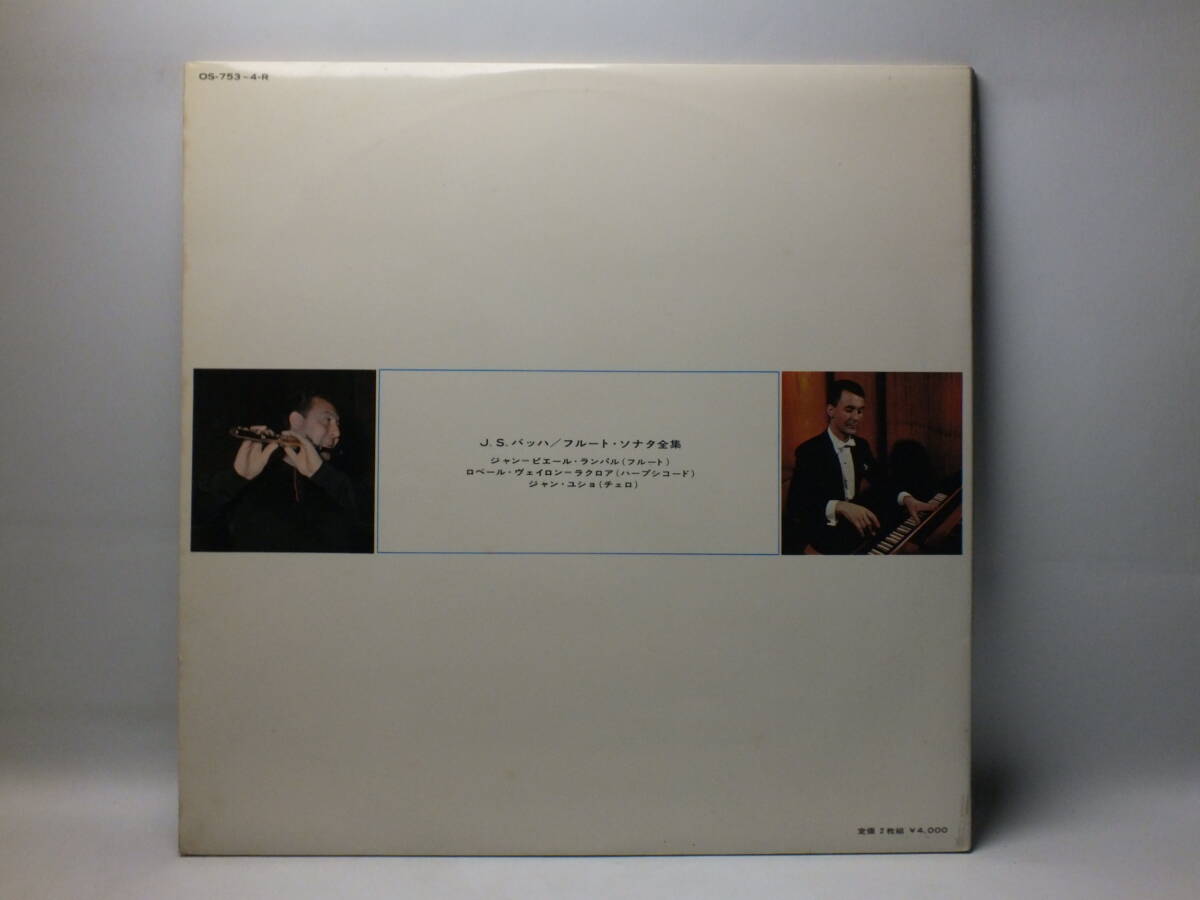 OS-753~4-R
J.S.バッハ／フルート・ソナタ全集
ジャン＝ピエール・ランパル(フルート)
ロベール・ヴェイロン＝ラクロア(ハープシコード)
ジャン・ユショ(チェロ)
定価 2枚組 ¥4,000